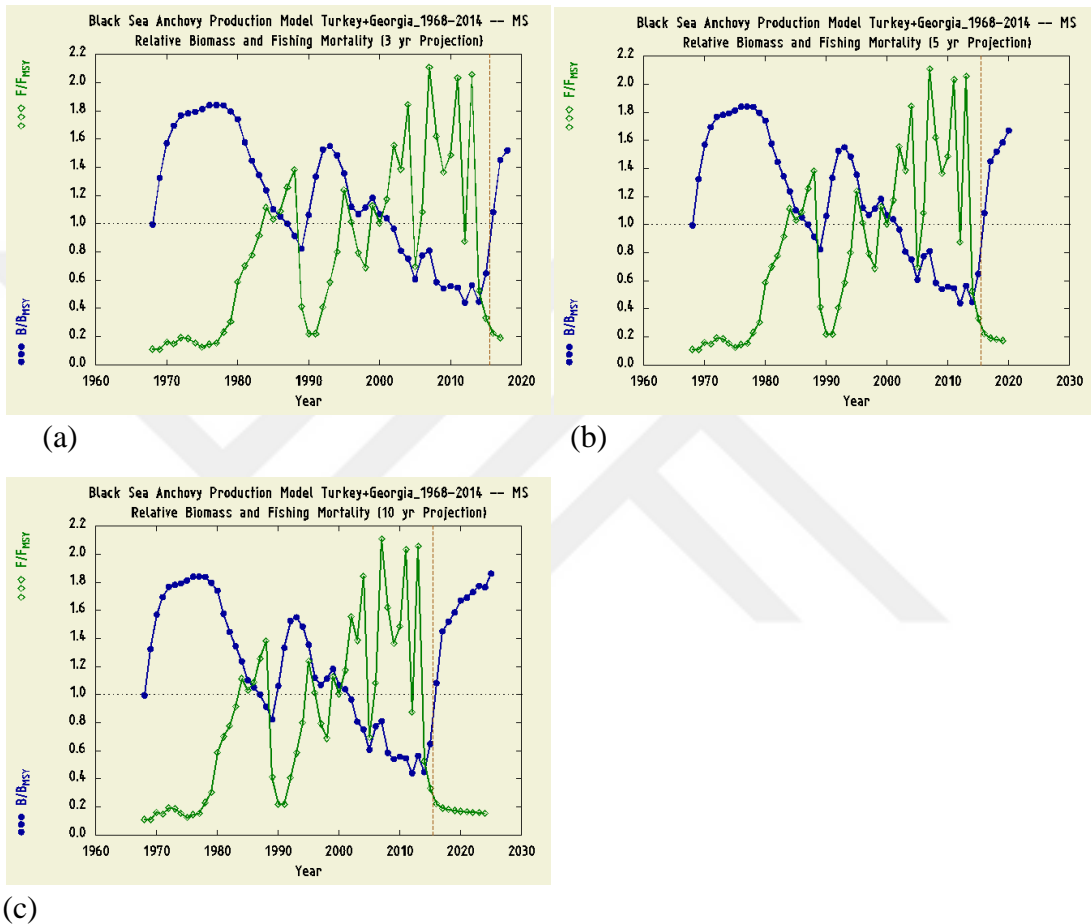 Black Sea Anchovy Production Model Turkey+Georgia_1968-2014 -- MS
Relative Biomass and Fishing Mortality (3 yr Projection)
F/FMSY
B/BMSY
2.2
2.0
1.8
1.6
1.4
1.2
1.0
0.8
0.6
0.4
0.2
0.0
1960 1970 1980 1990 2000 2010 2020
Year
(a)
Black Sea Anchovy Production Model Turkey+Georgia_1968-2014 -- MS
Relative Biomass and Fishing Mortality (5 yr Projection)
F/FMSY
B/BMSY
2.2
2.0
1.8
1.6
1.4
1.2
1.0
0.8
0.6
0.4
0.2
0.0
1960 1970 1980 1990 2000 2010 2020 2030
Year
(b)
Black Sea Anchovy Production Model Turkey+Georgia_1968-2014 -- MS
Relative Biomass and Fishing Mortality (10 yr Projection)
F/FMSY
B/BMSY
2.2
2.0
1.8
1.6
1.4
1.2
1.0
0.8
0.6
0.4
0.2
0.0
1960 1970 1980 1990 2000 2010 2020 2030
Year
(c)